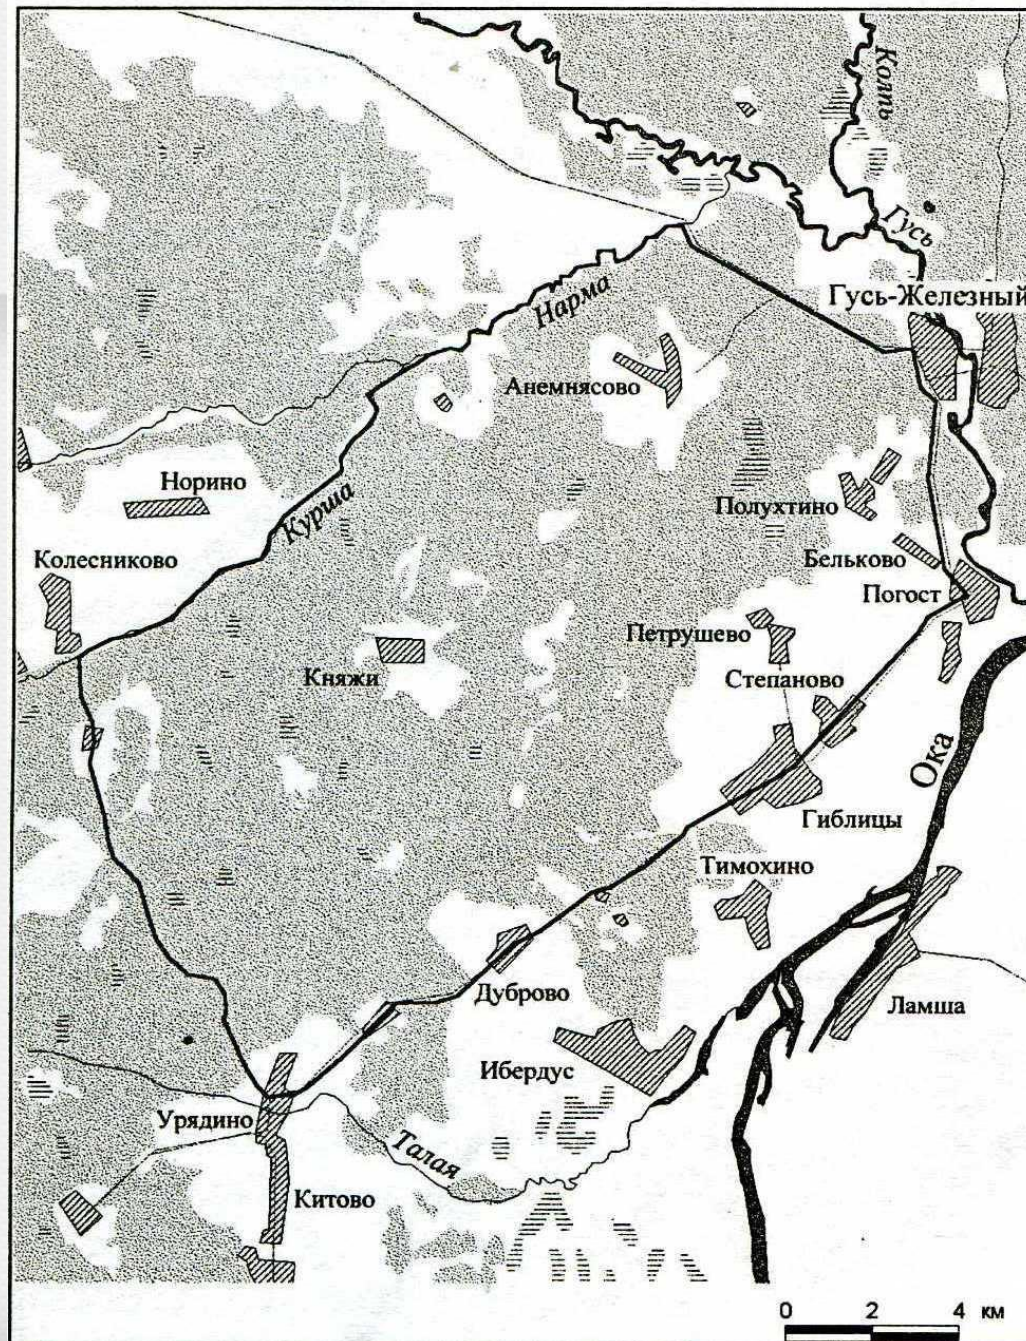 Колпь
Гусь
Гусь-Железный
Нарма
Анемнясово
Норино
Курша
Полухтино
Колесниково
Бельково
Погост
Петрушево
Княжи
Степаново
Ока
Гиблицы
Тимохино
Дуброво
Ламша
Ибердус
Урядино
Талая
Китово
0 2 4 км